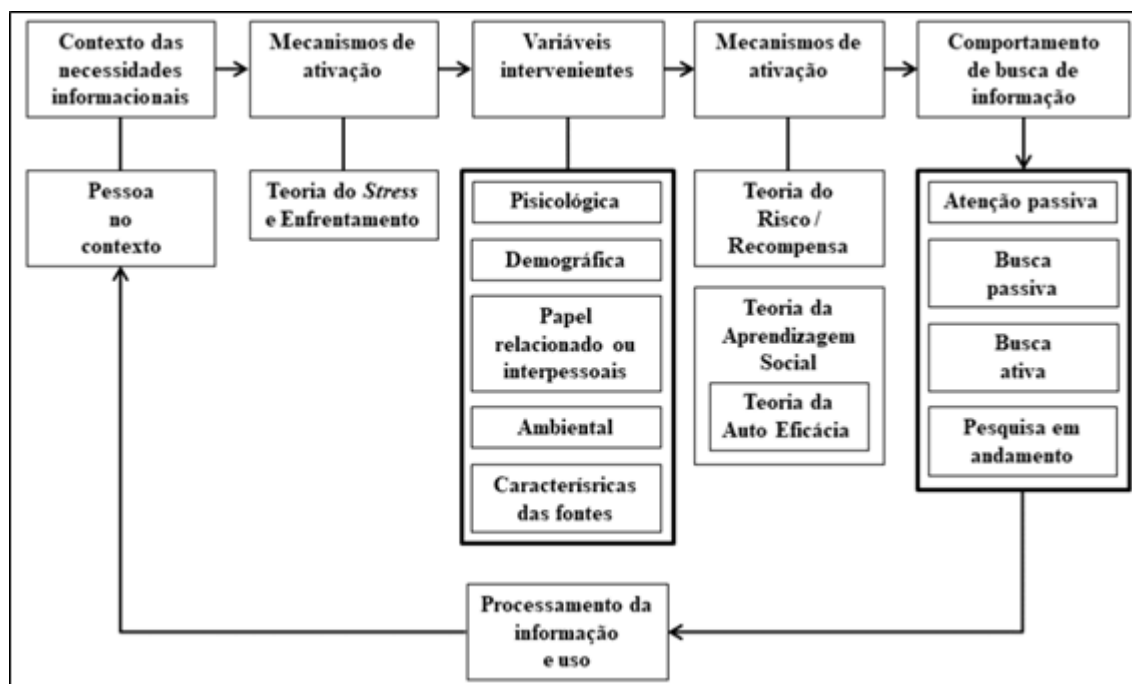 Contexto das
necessidades
informacionais
Mecanismos de
ativação
Variáveis
intervenientes
Mecanismos de
ativação
Comportamento
de busca de
informação
Pessoa
no
contexto
Teoria do Stress
e Enfrentamento
Pisicológica
Demográfica
Papel
relacionado ou
interpessoais
Ambiental
Caracterísricas
das fontes
Teoria do
Risco /
Recompensa
Teoria da
Aprendizagem
Social
Teoria da
Auto Eficácia
Atenção passiva
Busca
passiva
Busca
ativa
Pesquisa em
andamento
Processamento da
informação
e uso